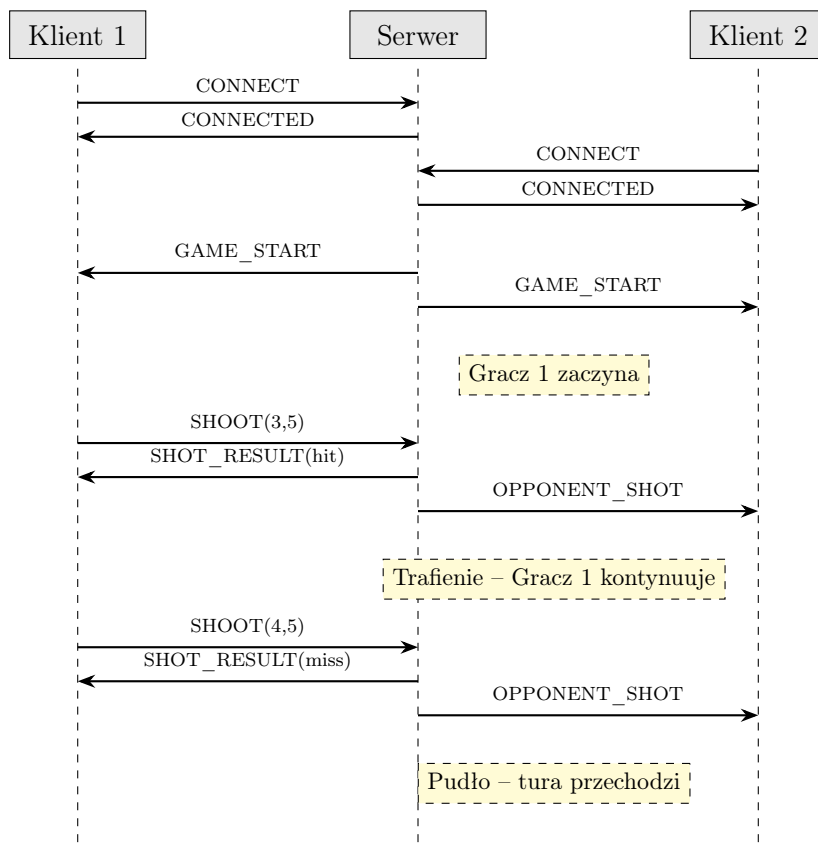 Klient 1
Serwer
Klient 2
CONNECT
CONNECTED
CONNECT
CONNECTED
GAME_START
GAME_START
Gracz 1 zaczyna
SHOOT(3,5)
SHOT_RESULT(hit)
OPPONENT_SHOT
Trafienie – Gracz 1 kontynuuje
SHOOT(4,5)
SHOT_RESULT(miss)
OPPONENT_SHOT
Pudło – tura przechodzi